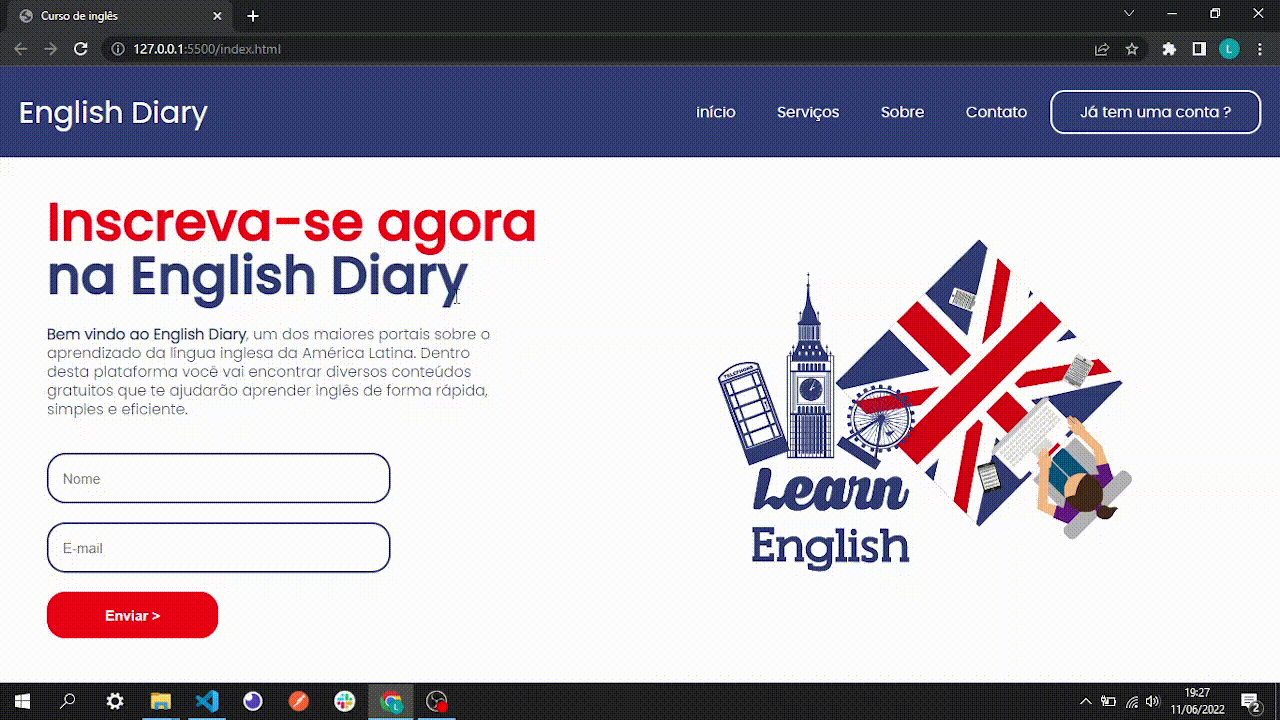 Curso de inglês
127.0.0.1:5500/index.html
L
English Diary
início
Serviços
Sobre
Contato
Já tem uma conta ?
Inscreva-se agora
na English Diary
Bem vindo ao English Diary, um dos maiores portais sobre o
aprendizado da língua inglesa da América Latina. Dentro
desta plataforma você vai encontrar diversos conteúdos
gratuitos que te ajudarão aprender inglês de forma rápida,
simples e eficiente.
Nome
E-mail
Enviar >
TELEPHONE
Learn
English
L
19:27
11/06/2022
2